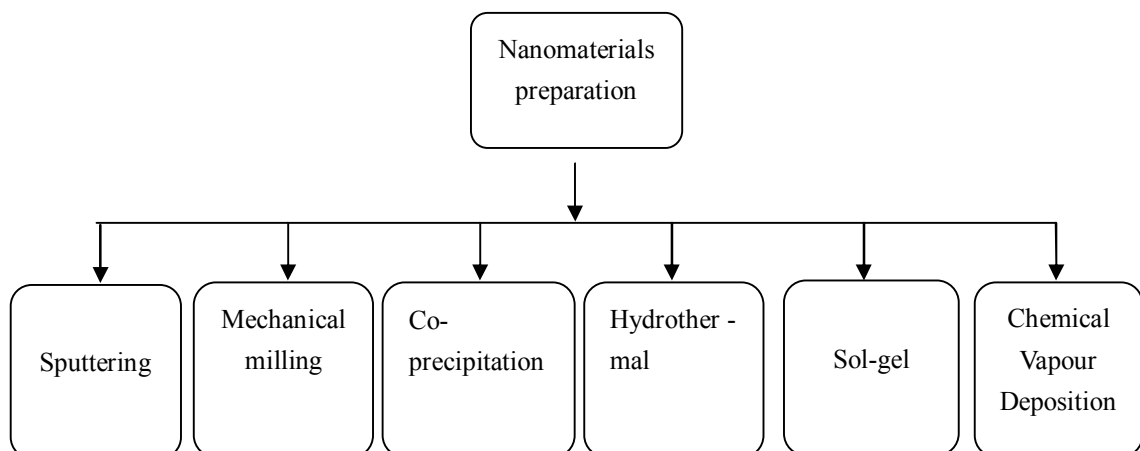 Nanomaterials
preparation
Sputtering
Mechanical
milling
Co-
precipitation
Hydrother -
mal
Sol-gel
Chemical
Vapour
Deposition